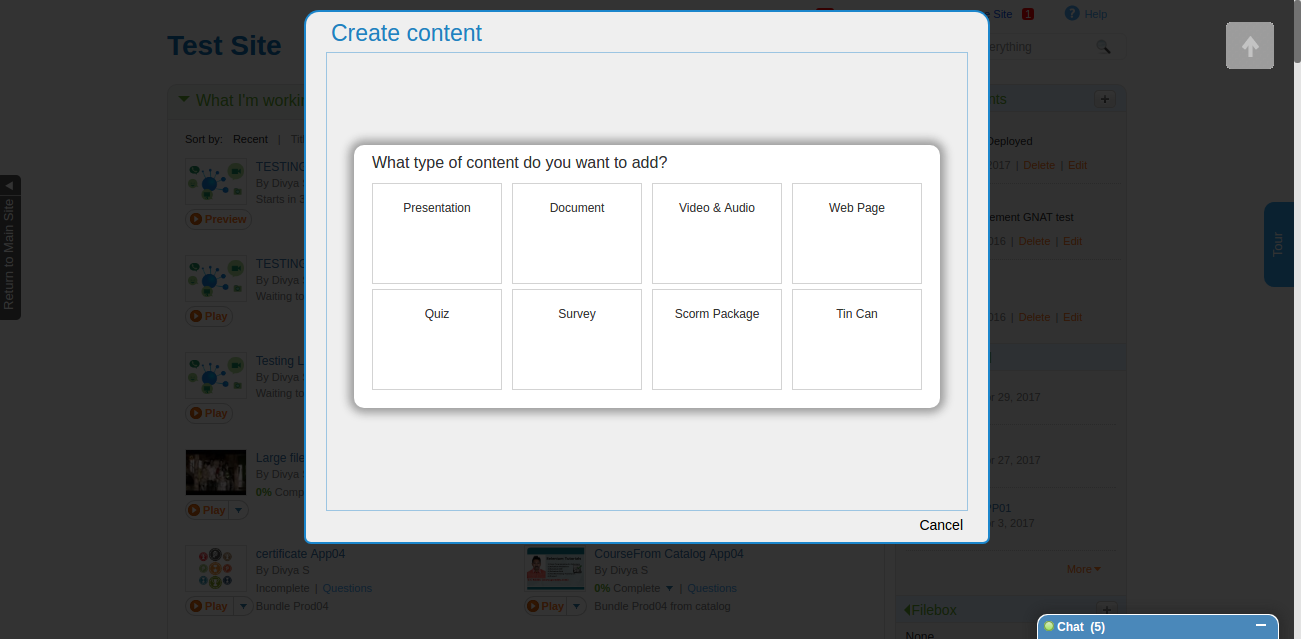 Create content
Site 1 Help
Test Site
erything
What I'm workin
nts +
Sort by: Recent | Tit
Deployed
2017 | Delete | Edit
TESTING
By Divya S
Starts in 3
Preview
Return to Main Site
Tour
What type of content do you want to add?
Presentation Document Video & Audio Web Page
Quiz Survey Scorm Package Tin Can
ement GNAT test
016 | Delete | Edit
TESTING
By Divya S
Waiting to
Play
016 | Delete | Edit
Testing L
By Divya S
Waiting to
Play
r 29, 2017
Large file
By Divya S
0% Comp
Play
r 27, 2017
PP01
r 3, 2017
Cancel
certificate App04
By Divya S
Incomplete | Questions
Play Bundle Prod04
CourseFrom Catalog App04
By Divya S
0% Complete | Questions
Play Bundle Prod04 from catalog
More
Filebox +
None
Chat (5)